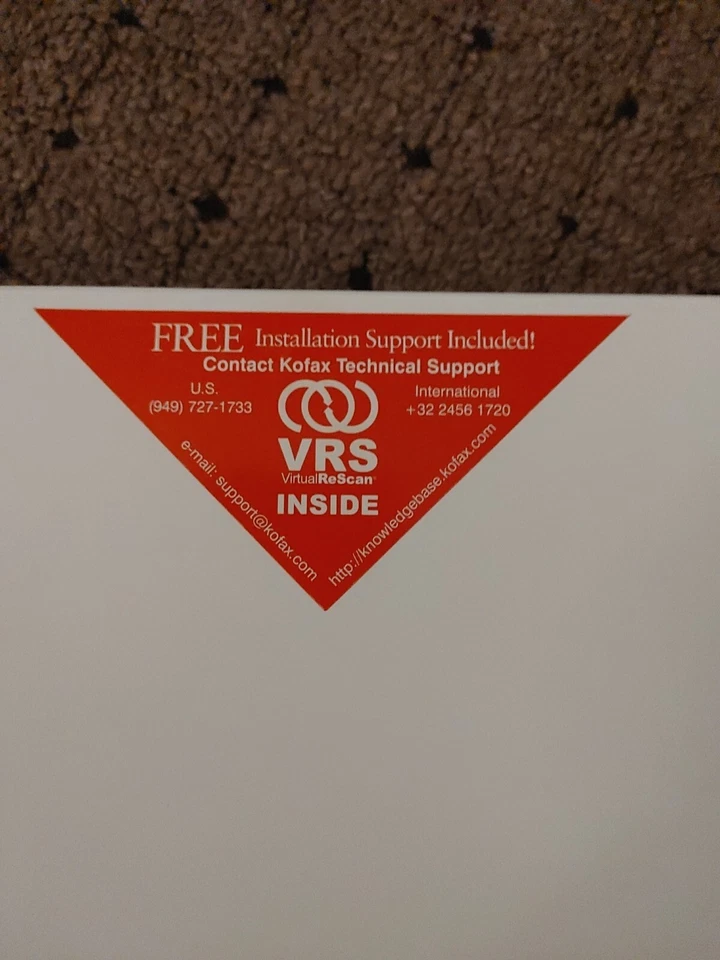 FREE Installation Support Included!
Contact Kofax Technical Support
U.S.
(949) 727-1733
International
+32 2456 1720
VRS
VirtualReScan
INSIDE
e-mail: support@kofax.com
http://knowledgebase.kofax.com